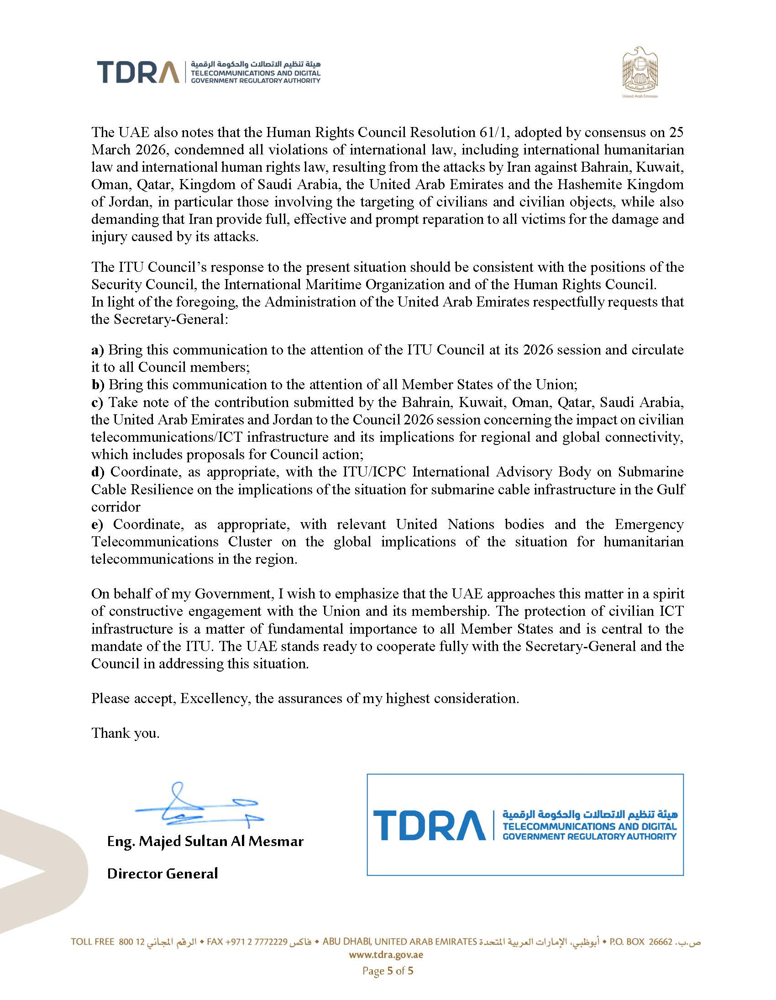 TDRA
هيئة تنظيم الاتصالات والحكومة الرقمية
TELECOMMUNICATIONS AND DIGITAL
GOVERNMENT REGULATORY AUTHORITY
United Arab Emirates
The UAE also notes that the Human Rights Council Resolution 61/1, adopted by consensus on 25
March 2026, condemned all violations of international law, including international humanitarian
law and international human rights law, resulting from the attacks by Iran against Bahrain, Kuwait,
Oman, Qatar, Kingdom of Saudi Arabia, the United Arab Emirates and the Hashemite Kingdom
of Jordan, in particular those involving the targeting of civilians and civilian objects, while also
demanding that Iran provide full, effective and prompt reparation to all victims for the damage and
injury caused by its attacks.
The ITU Council’s response to the present situation should be consistent with the positions of the
Security Council, the International Maritime Organization and of the Human Rights Council.
In light of the foregoing, the Administration of the United Arab Emirates respectfully requests that
the Secretary-General:
a) Bring this communication to the attention of the ITU Council at its 2026 session and circulate
it to all Council members;
b) Bring this communication to the attention of all Member States of the Union;
c) Take note of the contribution submitted by the Bahrain, Kuwait, Oman, Qatar, Saudi Arabia,
the United Arab Emirates and Jordan to the Council 2026 session concerning the impact on civilian
telecommunications/ICT infrastructure and its implications for regional and global connectivity,
which includes proposals for Council action;
d) Coordinate, as appropriate, with the ITU/ICPC International Advisory Body on Submarine
Cable Resilience on the implications of the situation for submarine cable infrastructure in the Gulf
corridor
e) Coordinate, as appropriate, with relevant United Nations bodies and the Emergency
Telecommunications Cluster on the global implications of the situation for humanitarian
telecommunications in the region.
On behalf of my Government, I wish to emphasize that the UAE approaches this matter in a spirit
of constructive engagement with the Union and its membership. The protection of civilian ICT
infrastructure is a matter of fundamental importance to all Member States and is central to the
mandate of the ITU. The UAE stands ready to cooperate fully with the Secretary-General and the
Council in addressing this situation.
Please accept, Excellency, the assurances of my highest consideration.
Thank you.
Eng. Majed Sultan Al Mesmar
Director General
TDRA
هيئة تنظيم الاتصالات والحكومة الرقمية
TELECOMMUNICATIONS AND DIGITAL
GOVERNMENT REGULATORY AUTHORITY
TOLL FREE 800 12 الرقم المجاني • FAX +971 2 7772229 فاكس • ABU DHABI, UNITED ARAB EMIRATES أبوظبي، الإمارات العربية المتحدة • P.O. BOX 26662 ص.ب.
www.tdra.gov.ae
Page 5 of 5